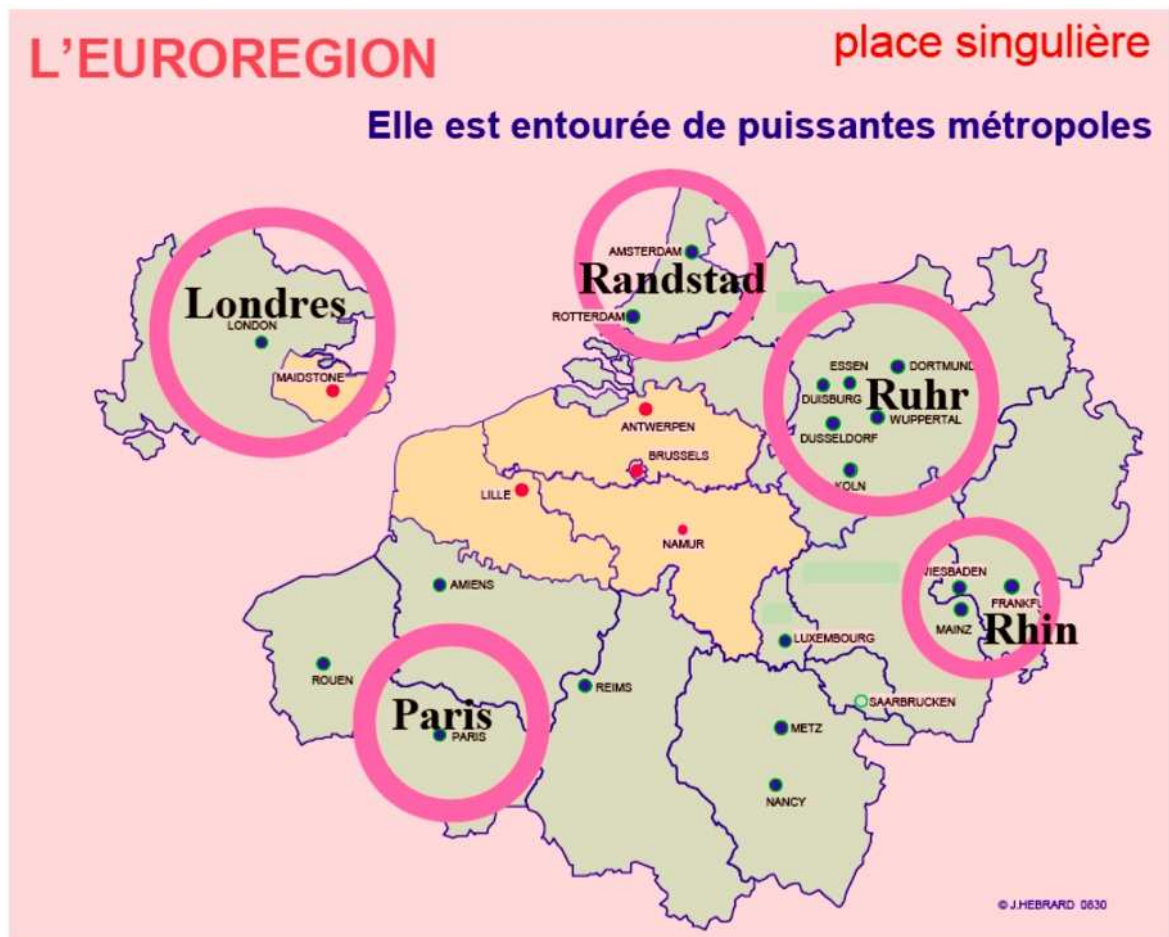 L'EUROREGION
place singulière
Elle est entourée de puissantes métropoles
AMSTERDAM
Randstad
ROTTERDAM
Londres
LONDON
MAIDSTONE
ESSEN
DORTMUND
DUISBURG
Ruhr
WUPPERTAL
DUSSELDORF
KOLN
ANTWERPEN
BRUSSELS
LILLE
NAMUR
AMIENS
WIESBADEN
FRANKFU
MAINZ
Rhin
LUXEMBOURG
ROUEN
REIMS
SAARBRUCKEN
Paris
PARIS
METZ
NANCY
© J.HEBRARD 0830